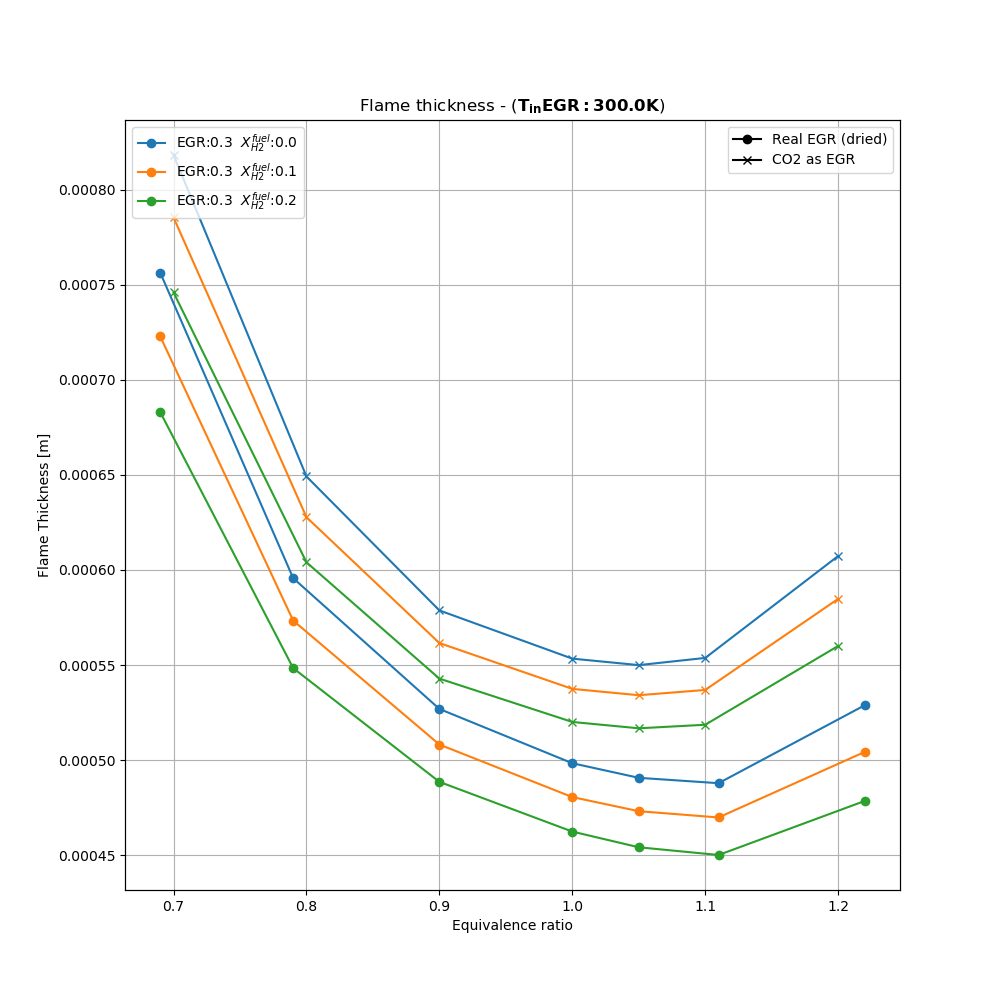 Flame thickness - (T_in EGR : 300.0K)
EGR:0.3 X_H2^fuel:0.0
EGR:0.3 X_H2^fuel:0.1
EGR:0.3 X_H2^fuel:0.2
Real EGR (dried)
CO2 as EGR
0.00080
0.00075
0.00070
0.00065
0.00060
0.00055
0.00050
0.00045
Flame Thickness [m]
0.7 0.8 0.9 1.0 1.1 1.2
Equivalence ratio